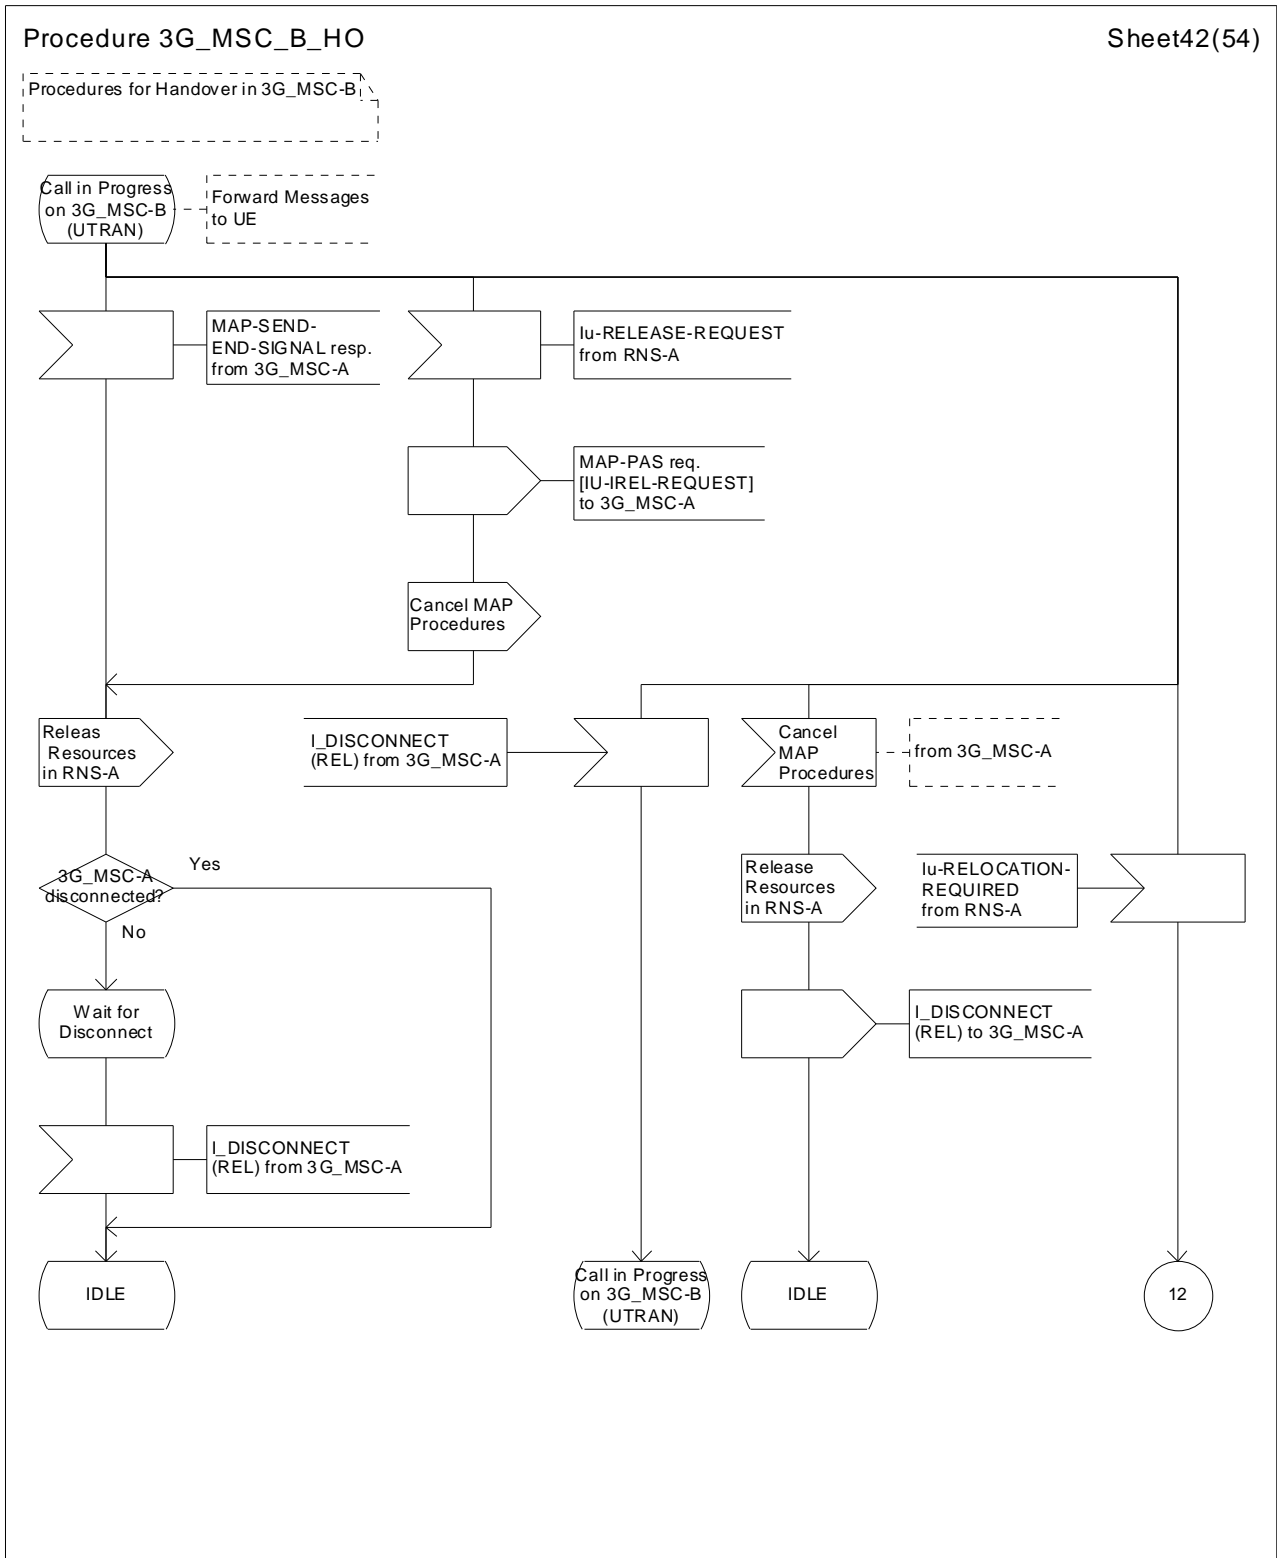 Procedure 3G_MSC_B_HO
Sheet42(54)
Procedures for Handover in 3G_MSC-B
Call in Progress
on 3G_MSC-B
(UTRAN)
Forward Messages
to UE
MAP-SEND-
END-SIGNAL resp.
from 3G_MSC-A
Iu-RELEASE-REQUEST
from RNS-A
MAP-PAS req.
[IU-IREL-REQUEST]
to 3G_MSC-A
Cancel MAP
Procedures
Releas
Resources
in RNS-A
I_DISCONNECT
(REL) from 3G_MSC-A
Cancel
MAP
Procedures
from 3G_MSC-A
3G_MSC-A
disconnected?
Yes
No
Release
Resources
in RNS-A
Iu-RELOCATION-
REQUIRED
from RNS-A
Wait for
Disconnect
I_DISCONNECT
(REL) to 3G_MSC-A
I_DISCONNECT
(REL) from 3G_MSC-A
IDLE
Call in Progress
on 3G_MSC-B
(UTRAN)
IDLE
12